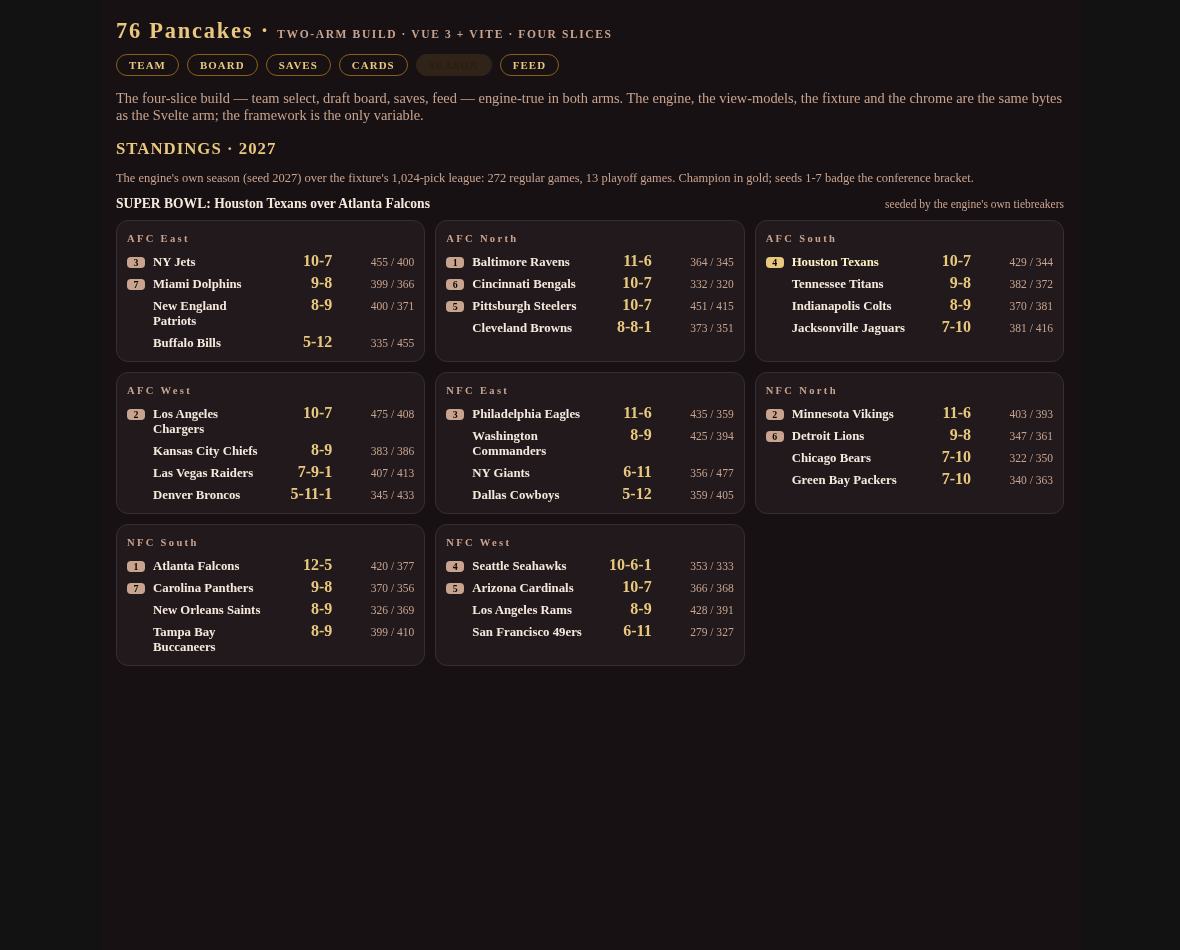 76 Pancakes · TWO-ARM BUILD · VUE 3 + VITE · FOUR SLICES
TEAM BOARD SAVES CARDS SEASON FEED
The four-slice build — team select, draft board, saves, feed — engine-true in both arms. The engine, the view-models, the fixture and the chrome are the same bytes
as the Svelte arm; the framework is the only variable.
STANDINGS · 2027
The engine's own season (seed 2027) over the fixture's 1,024-pick league: 272 regular games, 13 playoff games. Champion in gold; seeds 1-7 badge the conference bracket.
SUPER BOWL: Houston Texans over Atlanta Falcons seeded by the engine's own tiebreakers
AFC East
3 NY Jets 10-7 455 / 400
7 Miami Dolphins 9-8 399 / 366
New England 8-9 400 / 371
Patriots
Buffalo Bills 5-12 335 / 455
AFC North
1 Baltimore Ravens 11-6 364 / 345
6 Cincinnati Bengals 10-7 332 / 320
5 Pittsburgh Steelers 10-7 451 / 415
Cleveland Browns 8-8-1 373 / 351
AFC South
4 Houston Texans 10-7 429 / 344
Tennessee Titans 9-8 382 / 372
Indianapolis Colts 8-9 370 / 381
Jacksonville Jaguars 7-10 381 / 416
AFC West
2 Los Angeles 10-7 475 / 408
Chargers
Kansas City Chiefs 8-9 383 / 386
Las Vegas Raiders 7-9-1 407 / 413
Denver Broncos 5-11-1 345 / 433
NFC East
3 Philadelphia Eagles 11-6 435 / 359
Washington 8-9 425 / 394
Commanders
NY Giants 6-11 356 / 477
Dallas Cowboys 5-12 359 / 405
NFC North
2 Minnesota Vikings 11-6 403 / 393
6 Detroit Lions 9-8 347 / 361
Chicago Bears 7-10 322 / 350
Green Bay Packers 7-10 340 / 363
NFC South
1 Atlanta Falcons 12-5 420 / 377
7 Carolina Panthers 9-8 370 / 356
New Orleans Saints 8-9 326 / 369
Tampa Bay 8-9 399 / 410
Buccaneers
NFC West
4 Seattle Seahawks 10-6-1 353 / 333
5 Arizona Cardinals 10-7 366 / 368
Los Angeles Rams 8-9 428 / 391
San Francisco 49ers 6-11 279 / 327